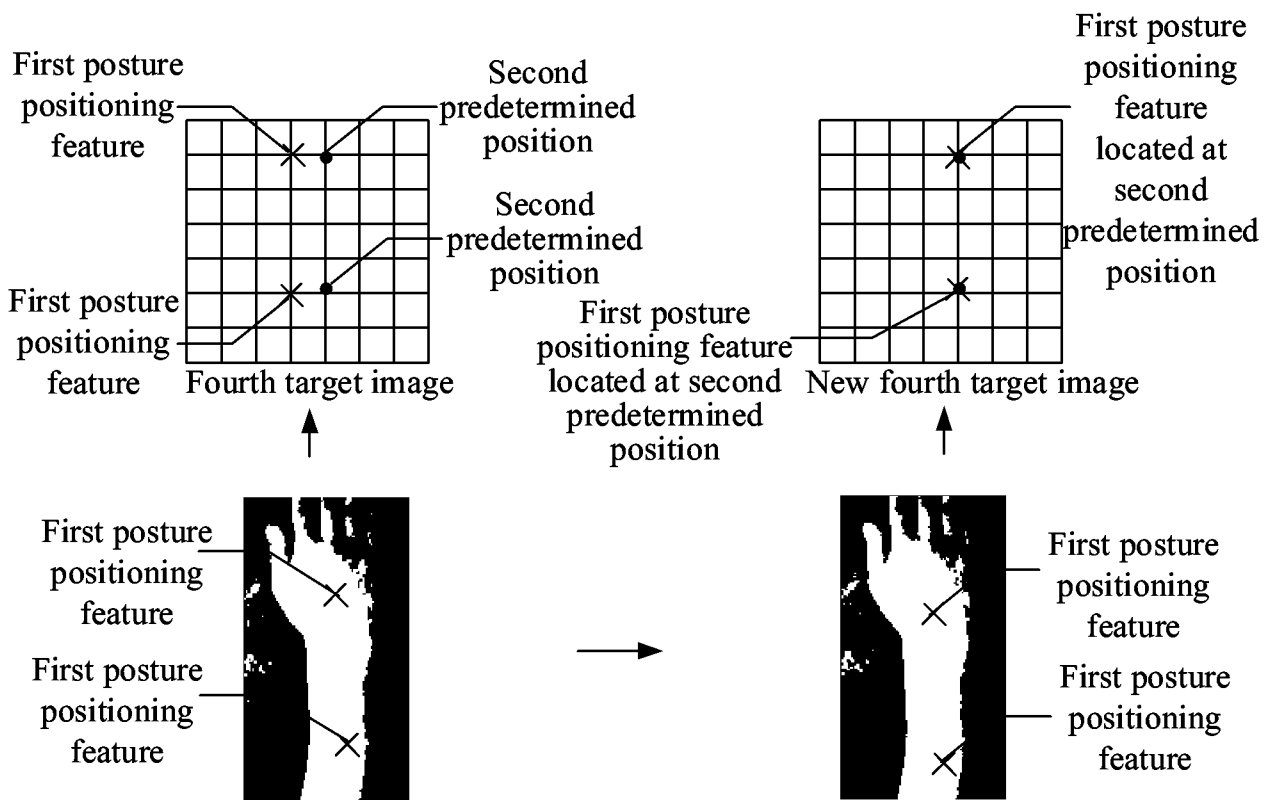 First posture
positioning
feature
Second
predetermined
position
Second
predetermined
position
First posture
positioning
feature
Fourth target image
First posture
positioning
feature
located at
second
predetermined
position
First posture
positioning feature
located at second
predetermined
position
New fourth target image
First posture
positioning
feature
First posture
positioning
feature
First posture
positioning
feature
First posture
positioning
feature